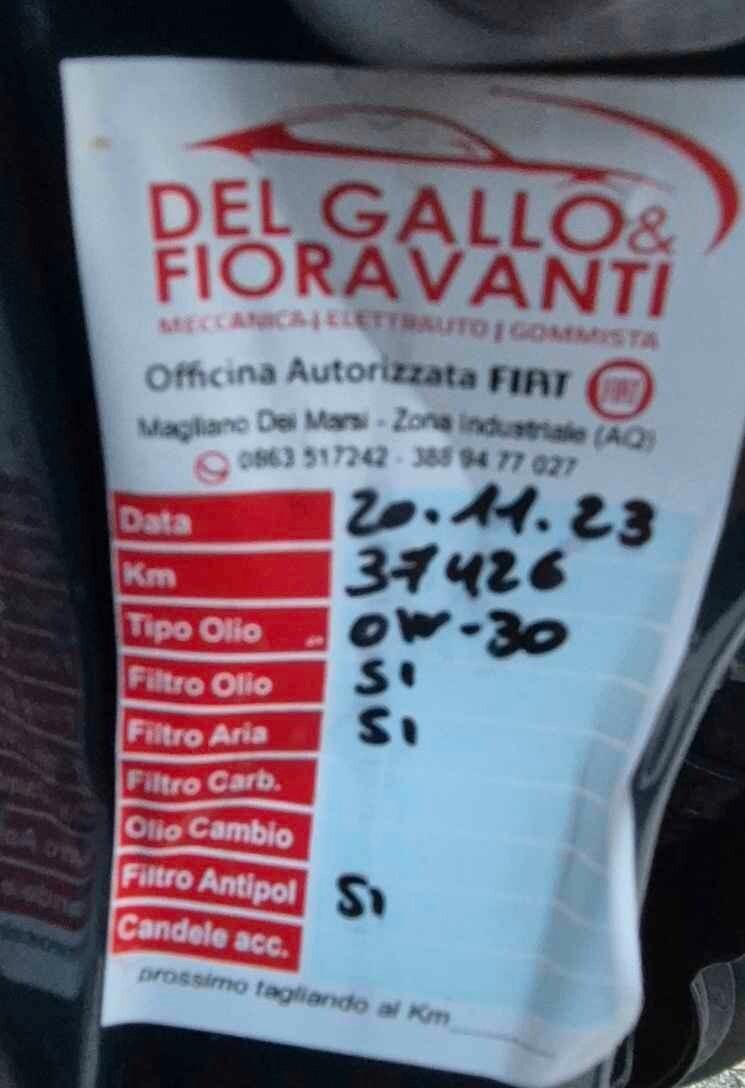 DEL GALLO &
FIORAVANTI
MECCANICA | ELETTRAUTO | GOMMISTA
Officina Autorizzata FIAT FIAT
Magliano Dei Marsi - Zona Industriale (AQ)
0863 517242 - 388 94 77 027
Data 20.11.23
Km 37426
Tipo Olio 0W-30
Filtro Olio SI
Filtro Aria SI
Filtro Carb.
Olio Cambio
Filtro Antipol SI
Candele acc.
prossimo tagliando al Km